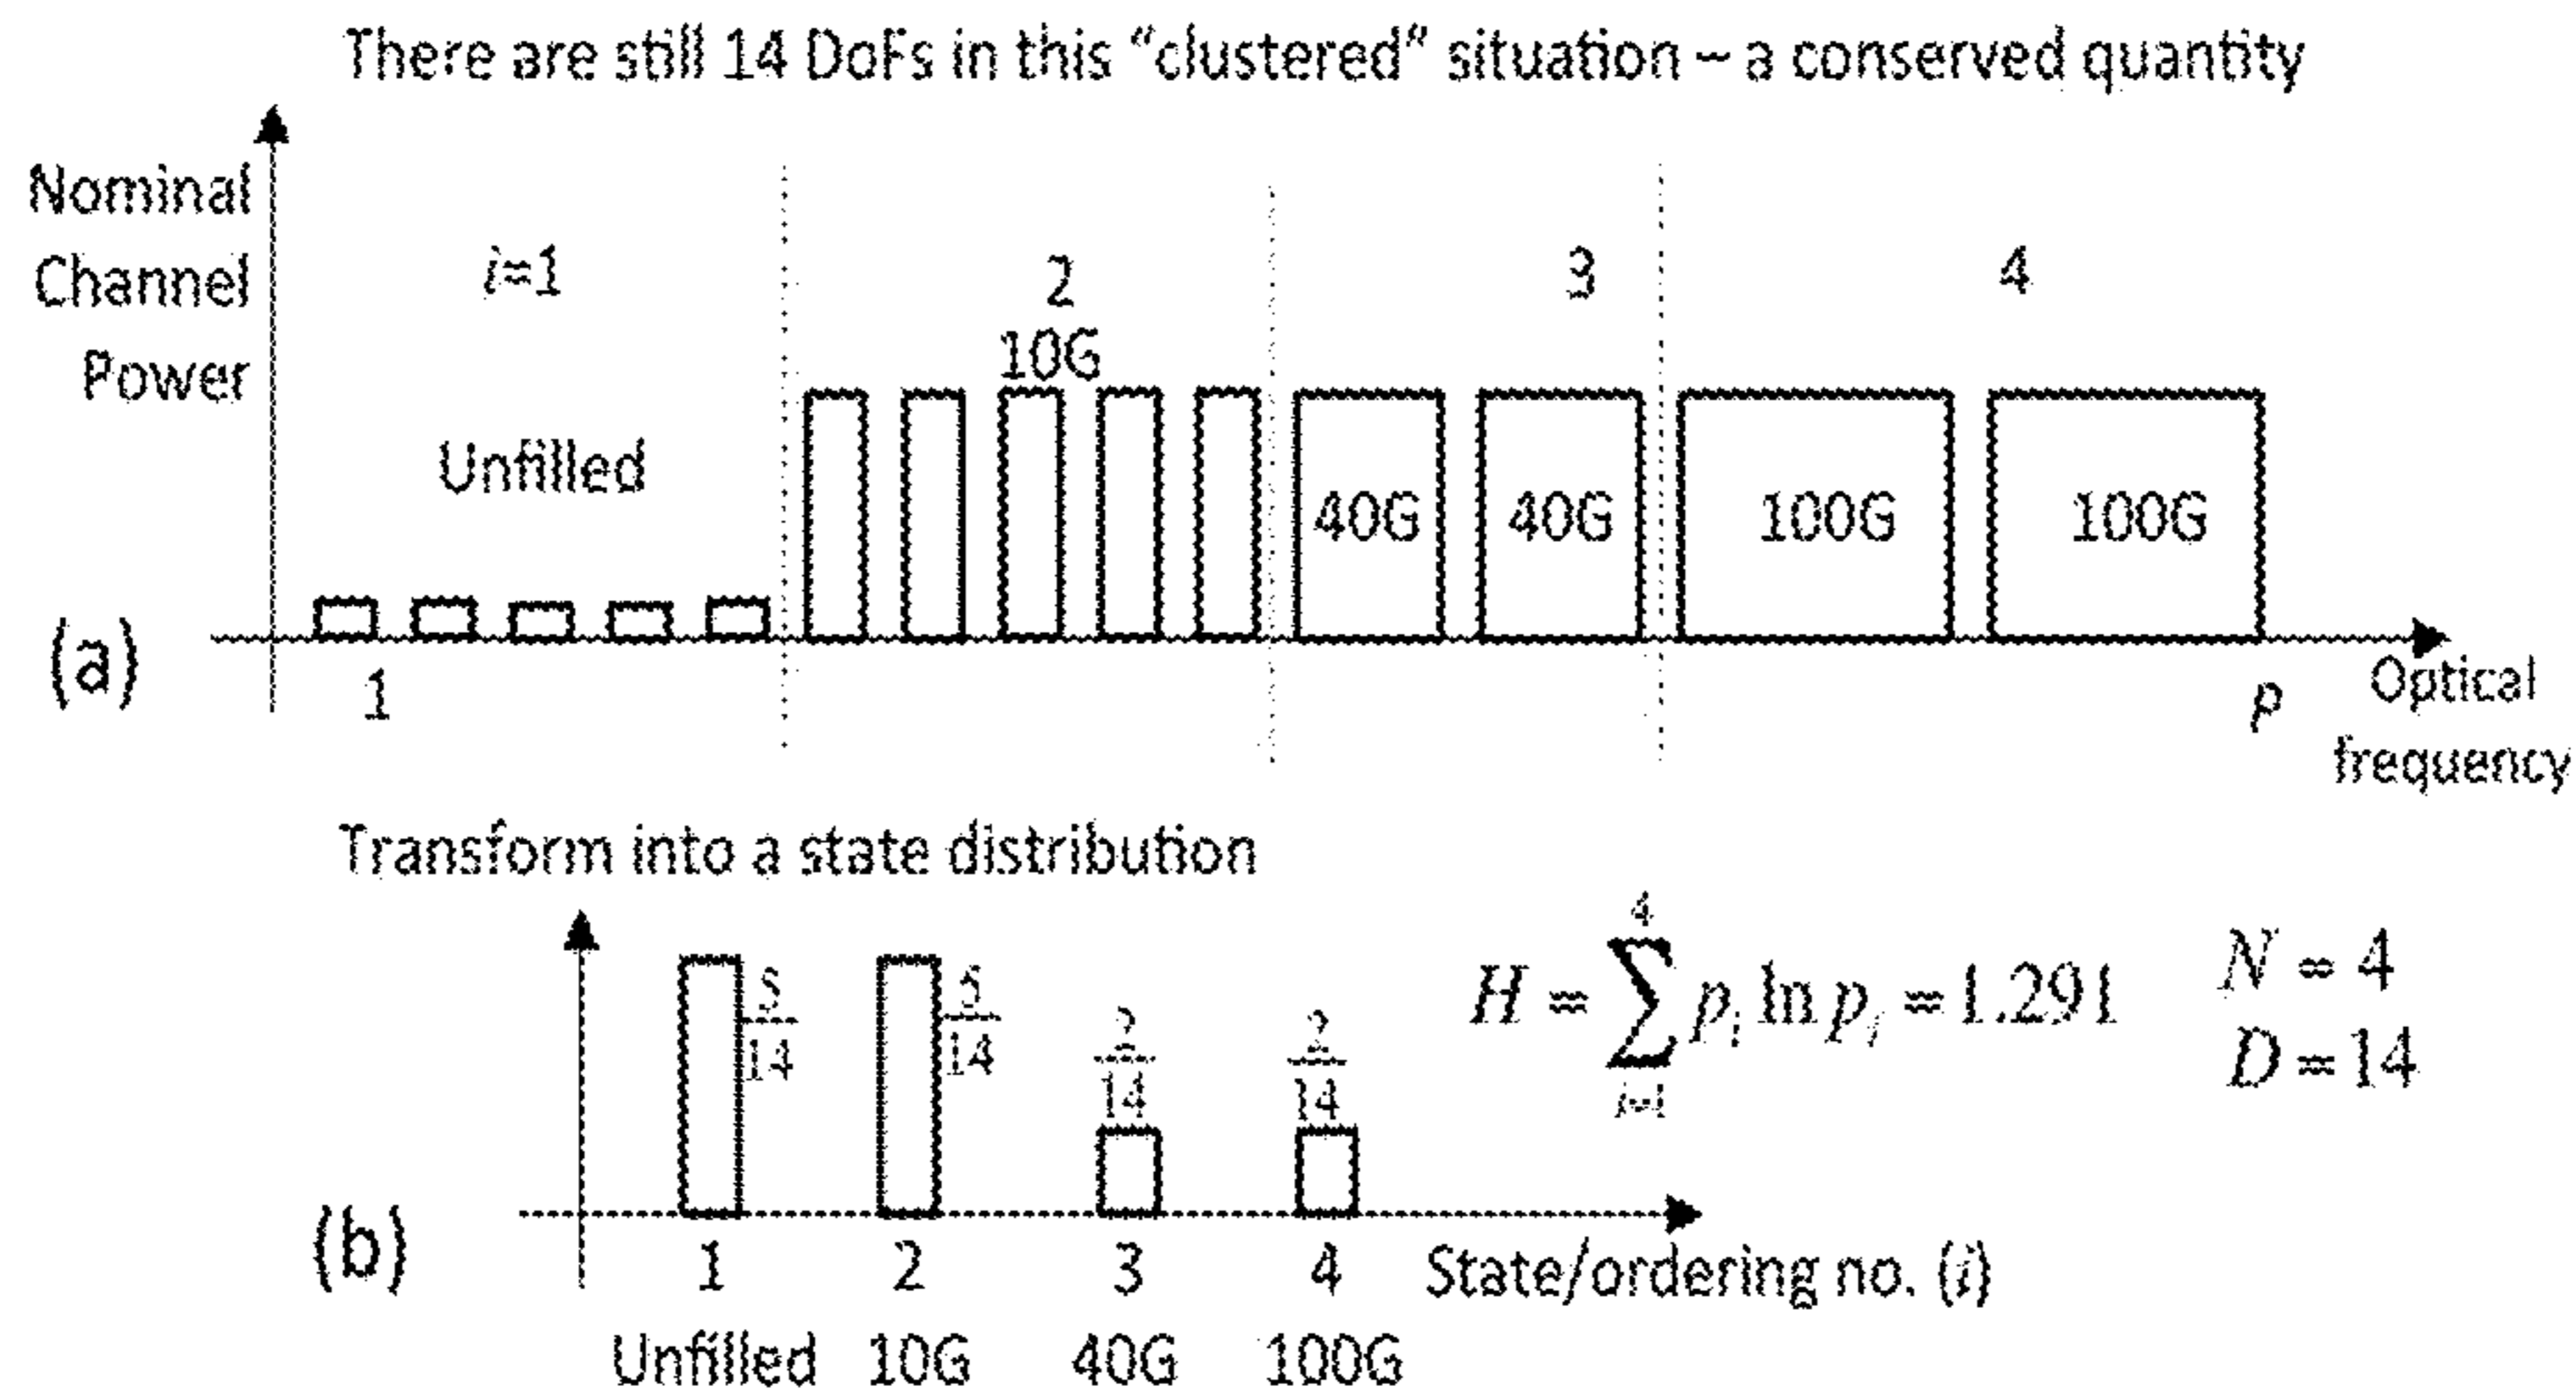 There are still 14 DoFs in this “clustered” situation – a conserved quantity
Nominal
Channel
Power
i=1
2
3
4
10G
Unfilled
40G
40G
100G
100G
(a)
1
p
Optical
frequency
Transform into a state distribution
5/14
5/14
2/14
2/14
H = ∑_{i=1}^{4} p_i ln p_i = 1.291
N = 4
D = 14
(b)
1
2
3
4
State/ordering no. (i)
Unfilled
10G
40G
100G